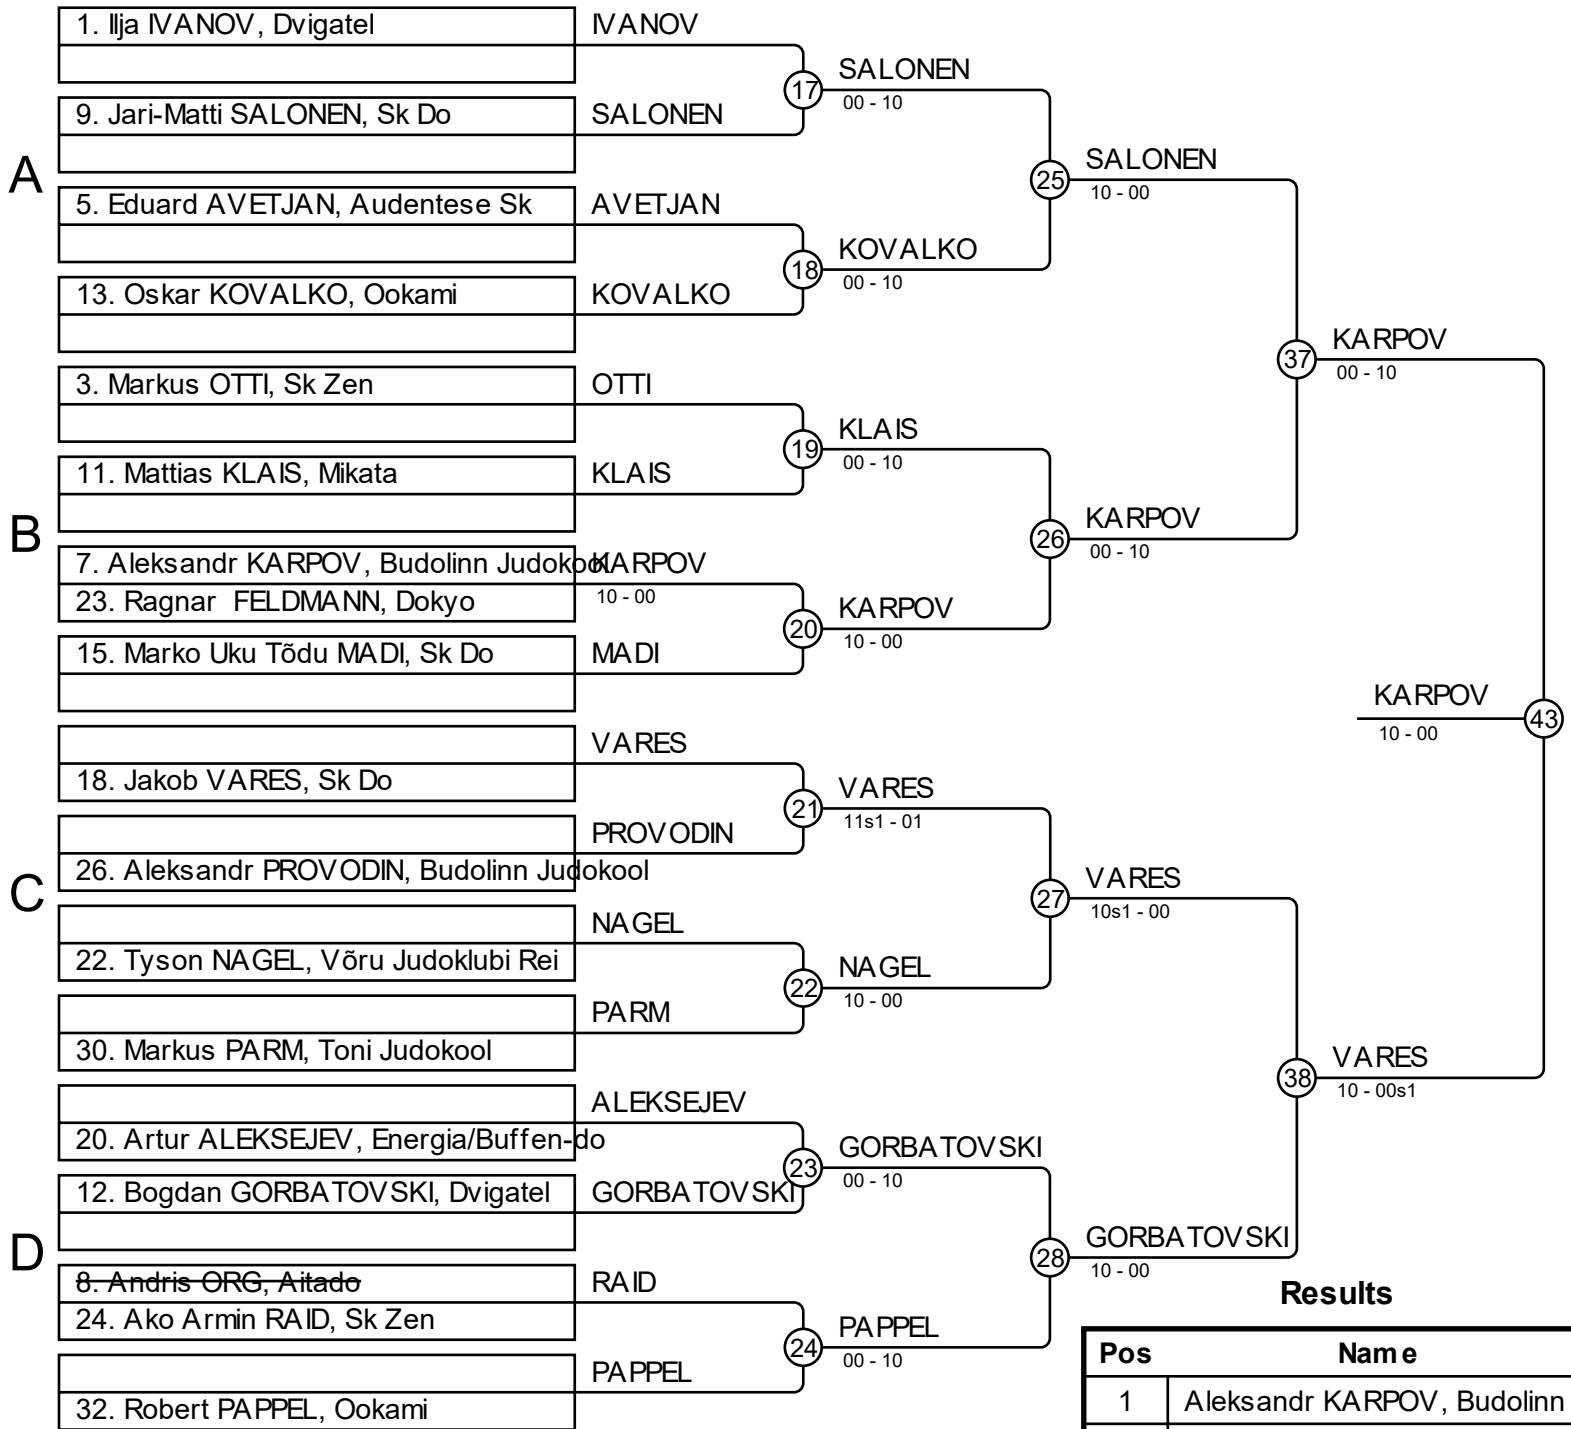 A
1. Ilja IVANOV, Dvigatel
9. Jari-Matti SALONEN, Sk Do
5. Eduard AVETJAN, Audentese Sk
13. Oskar KOVALKO, Ookami
B
3. Markus OTTI, Sk Zen
11. Mattias KLAIS, Mikata
7. Aleksandr KARPOV, Budolinn Judokool
23. Ragnar FELDMANN, Dokyo
15. Marko Uku Tõdu MADI, Sk Do
C
18. Jakob VARES, Sk Do
26. Aleksandr PROVODIN, Budolinn Judokool
22. Tyson NAGEL, Võru Judoklubi Rei
30. Markus PARM, Toni Judokool
D
20. Artur ALEKSEJEV, Energia/Buffen-do
12. Bogdan GORBATOVSKI, Dvigatel
8. Andris ORG, Aitado
24. Ako Armin RAID, Sk Zen
32. Robert PAPPEL, Ookami
IVANOV
SALONEN
AVETJAN
KOVALKO
OTTI
KLAIS
KARPOV
10 - 00
MADI
VARES
PROVODIN
NAGEL
PARM
ALEKSEJEV
GORBATOVSKI
RAID
PAPPEL
17
SALONEN
00 - 10
18
KOVALKO
00 - 10
19
KLAIS
00 - 10
20
KARPOV
10 - 00
21
VARES
11s1 - 01
22
NAGEL
10 - 00
23
GORBATOVSKI
00 - 10
24
PAPPEL
00 - 10
25
SALONEN
10 - 00
26
KARPOV
00 - 10
27
VARES
10s1 - 00
28
GORBATOVSKI
10 - 00
37
KARPOV
00 - 10
38
VARES
10 - 00s1
KARPOV
43
10 - 00
Results
Pos Name
1 Aleksandr KARPOV, Budolinn